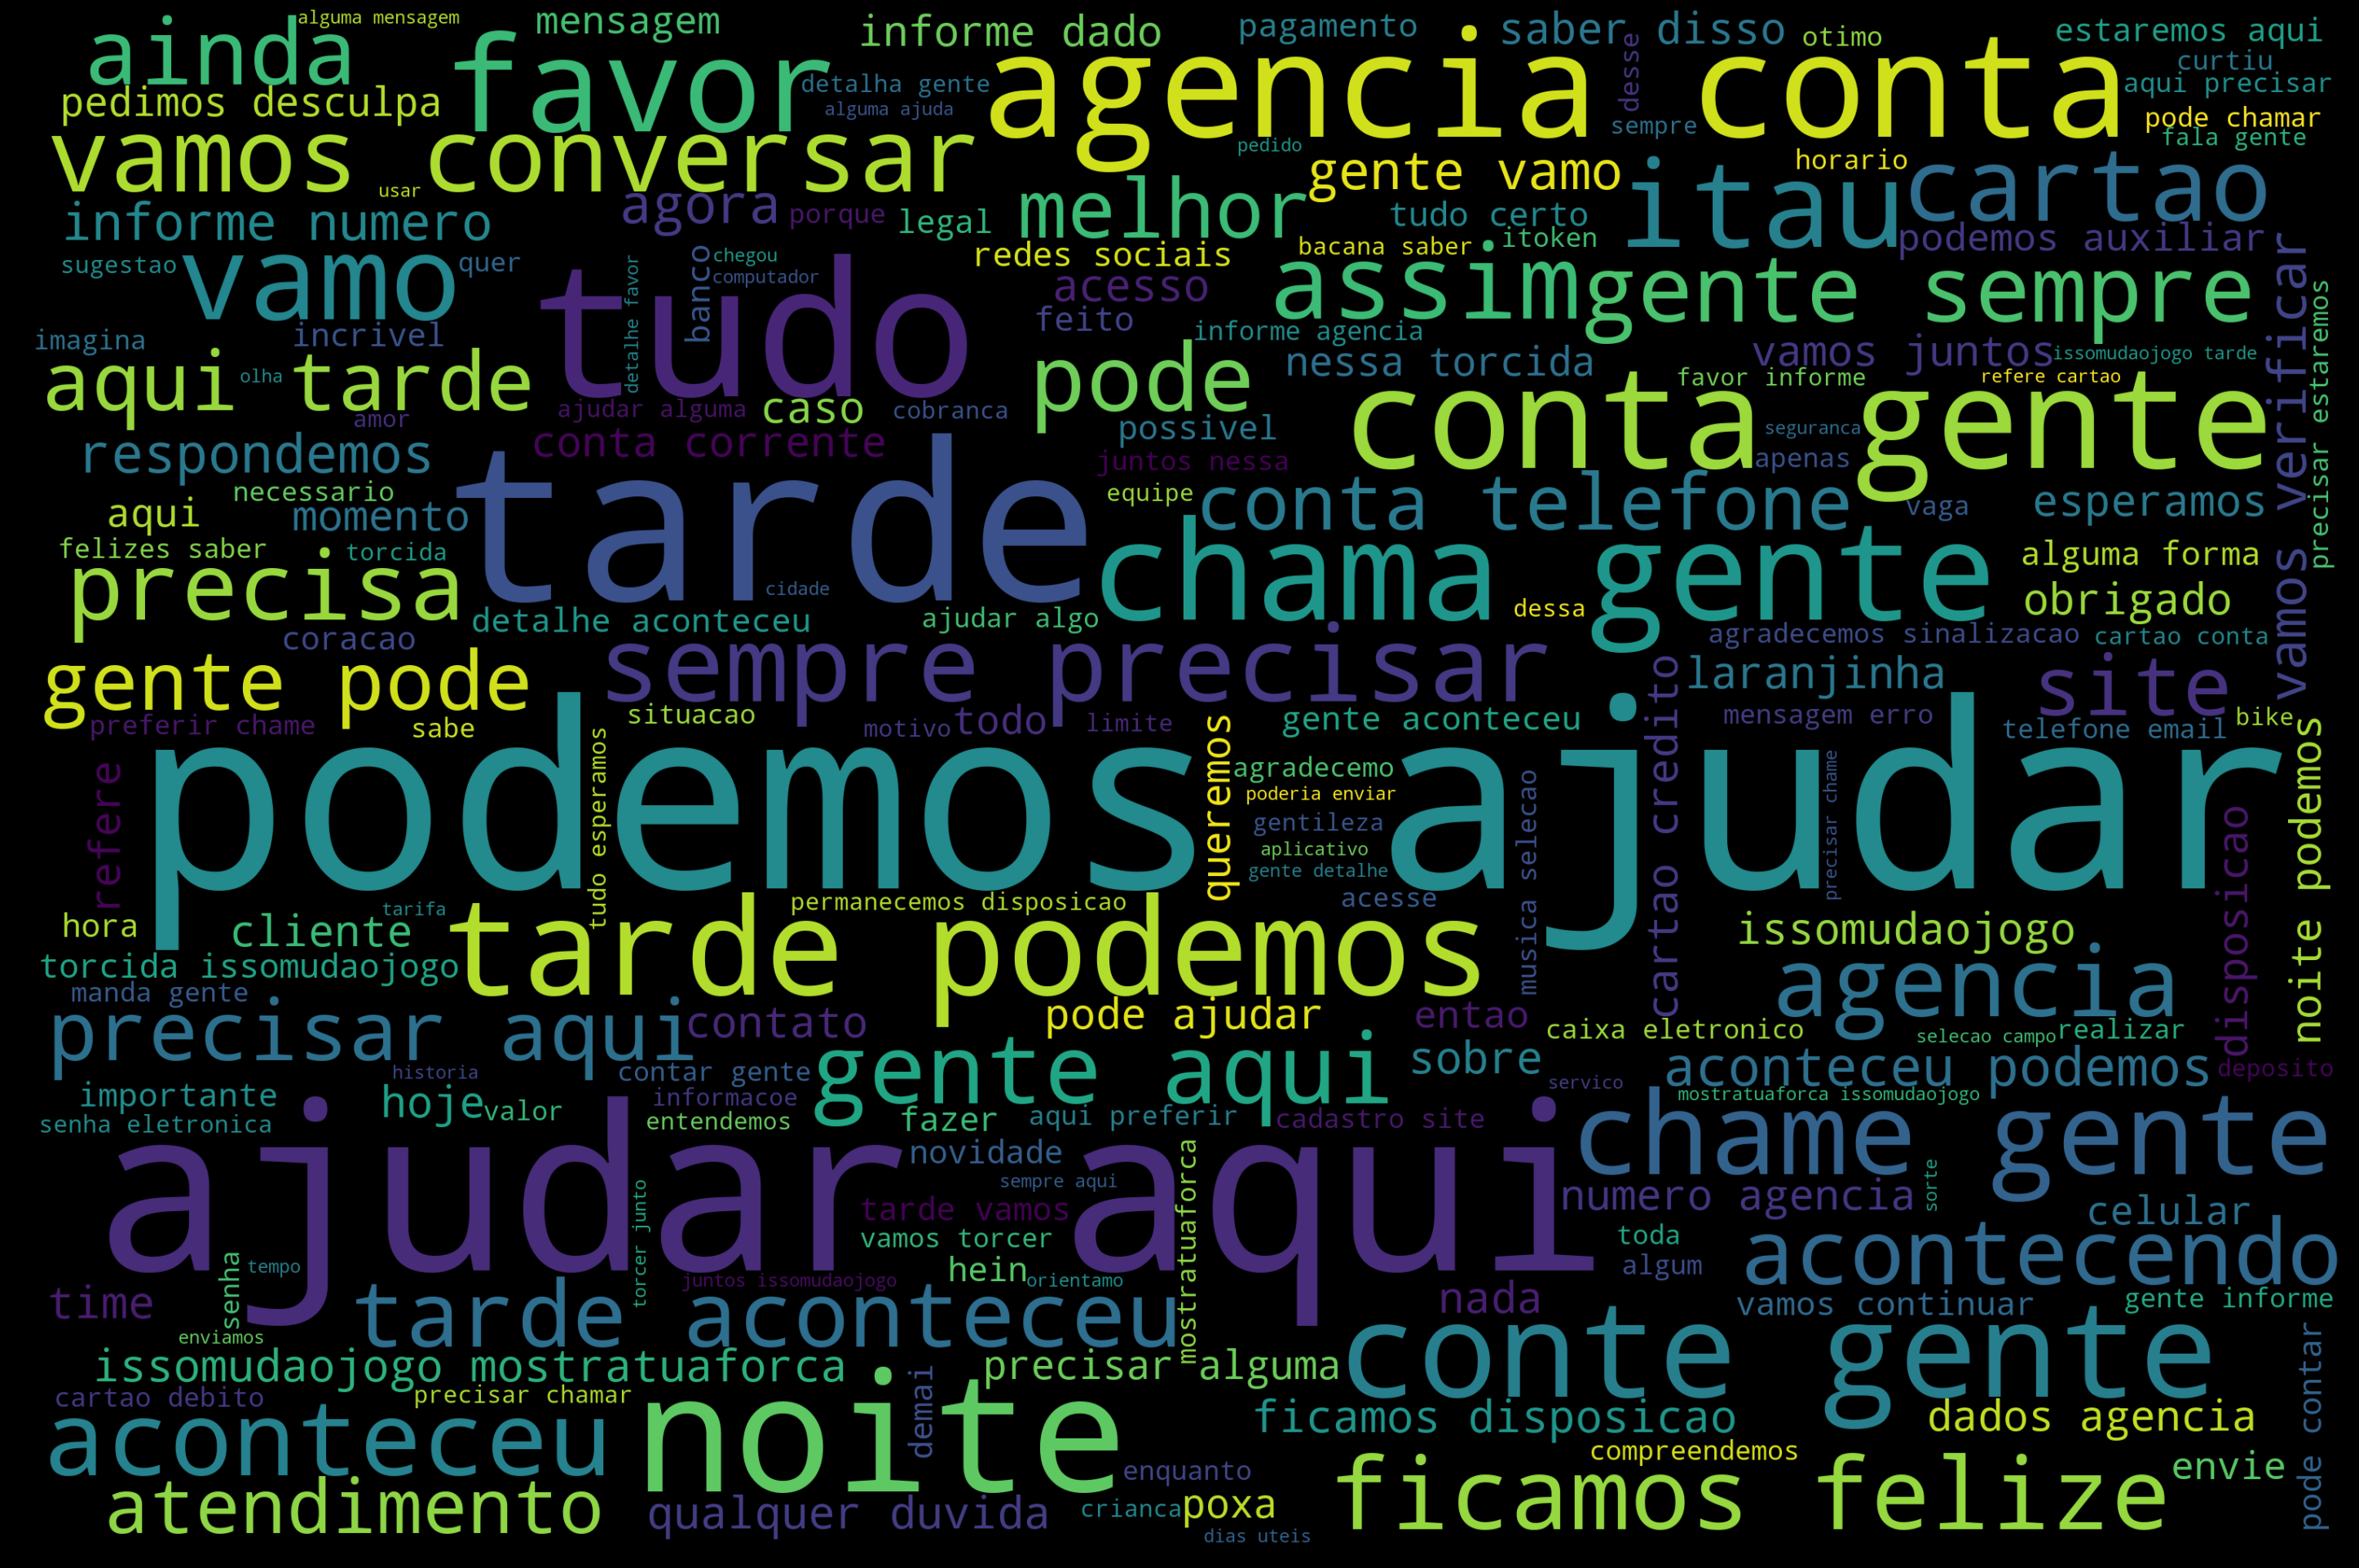 alguma mensagem
ainda
favor
mensagem
informe dado
pagamento
saber disso
otimo
estaremos aqui
agencia conta
desse
curtiu
aqui precisar
pedimos desculpa
detalha gente
alguma ajuda
sempre
pode chamar
fala gente
vamos conversar
pedido
gente vamo
horario
itau
cartao
usar
agora
porque
legal
melhor
tudo certo
informe numero
podemos auxiliar
bacana saber
itoken
redes sociais
sugestao
vamo
quer
tudo
detalhe favor
banco
chegou
computador
acesso
assim
gente sempre
vamos verificar
precisar estaremos
imagina
incrivel
feito
informe agencia
vamos juntos
issomudaojogo tarde
aqui tarde
olha
nessa torcida
pode
favor informe
refere cartao
amor
ajudar alguma
caso
cobranca
conta gente
respondemos
conta corrente
possivel
seguranca
juntos nessa
apenas
necessario
tarde
equipe
conta telefone
vaga
esperamos
aqui
momento
felizes saber
torcida
chama gente
alguma forma
precisa
cidade
dessa
obrigado
coracao
detalhe aconteceu
ajudar algo
agradecemos sinalizacao
cartao conta
gente pode
sempre precisar
laranjinha
site
preferir chame
sabe
situacao
motivo
todo
limite
gente aconteceu
cartao credito
mensagem erro
telefone email
bike
podemos ajudar
refere
tudo esperamos
queremos
agradecemo
poderia enviar
gentileza
aplicativo
gente detalhe
acesse
musica selecao
precisar chame
disposicao
noite podemos
hora
tarifa
cliente
tarde podemos
permanecemos disposicao
issomudaojogo
torcida issomudaojogo
manda gente
agencia
precisar aqui
contato
pode ajudar
entao
caixa eletronico
selecao campo
realizar
historia
contar gente
gente aqui
sobre
servico
aconteceu podemos
deposito
importante
hoje
valor
informacoe
mostratuaforca issomudaojogo
senha eletronica
entendemos
fazer
aqui preferir
cadastro site
ajudar aqui
novidade
sempre aqui
mostratuaforca
chame gente
tarde vamos
numero agencia
sorte
vamos torcer
celular
toda
senha
tempo
torcer junto
juntos issomudaojogo
hein
orientamo
algum
acontecendo
time
enviamos
tarde aconteceu
nada
vamos continuar
gente informe
issomudaojogo mostratuaforca
precisar alguma
conte gente
pode contar
cartao debito
precisar chamar
noite
demai
ficamos disposicao
dados agencia
aconteceu
compreendemos
enquanto
ficamos felize
envie
atendimento
qualquer duvida
crianca
poxa
dias uteis